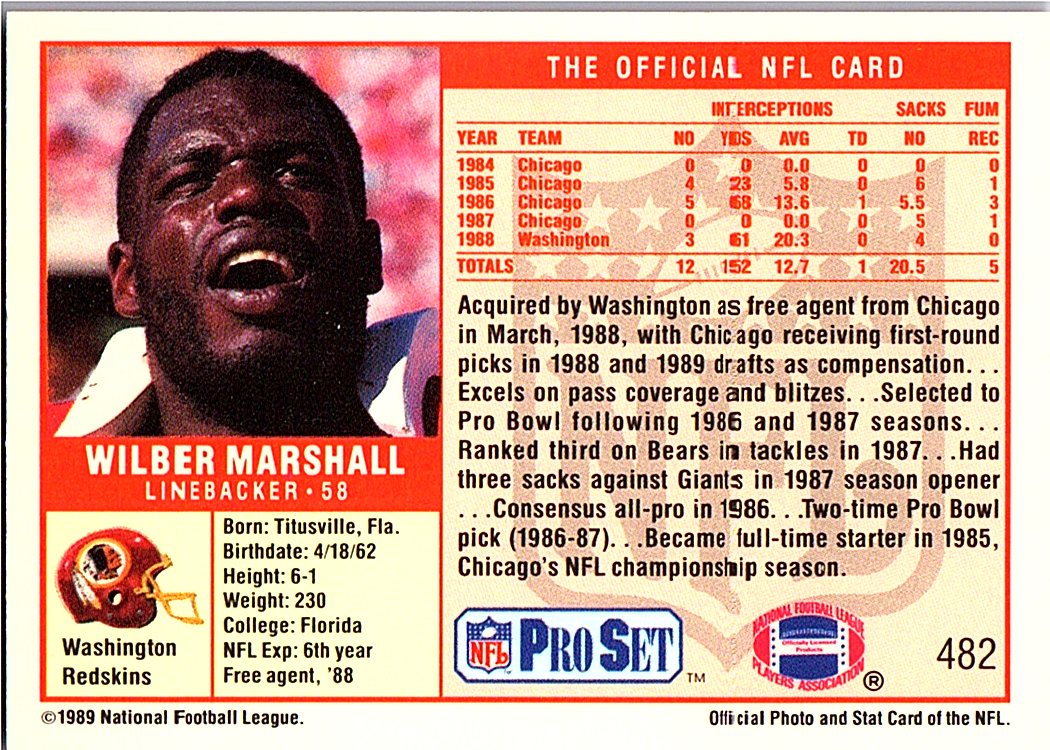 THE OFFICIAL NFL CARD
INTERCEPTIONS SACKS FUM
YEAR TEAM NO YDS AVG TD NO REC
1984 Chicago 0 0 0.0 0 0 0
1985 Chicago 4 23 5.8 0 6 1
1986 Chicago 5 68 13.6 1 5.5 3
1987 Chicago 0 0 0.0 0 5 1
1988 Washington 3 61 20.3 0 4 0
TOTALS 12 152 12.7 1 20.5 5
Acquired by Washington as free agent from Chicago
in March, 1988, with Chicago receiving first-round
picks in 1988 and 1989 drafts as compensation...
Excels on pass coverage and blitzes...Selected to
Pro Bowl following 1986 and 1987 seasons...
Ranked third on Bears in tackles in 1987...Had
three sacks against Giants in 1987 season opener
...Consensus all-pro in 1986...Two-time Pro Bowl
pick (1986-87)...Became full-time starter in 1985,
Chicago's NFL championship season.
WILBER MARSHALL
LINEBACKER • 58
Washington
Redskins
Born: Titusville, Fla.
Birthdate: 4/18/62
Height: 6-1
Weight: 230
College: Florida
NFL Exp: 6th year
Free agent, '88
NFL PRO SET ™
NATIONAL FOOTBALL LEAGUE
Officially Licensed
Products
PLAYERS ASSOCIATION ®
482
©1989 National Football League.
Official Photo and Stat Card of the NFL.
NFL